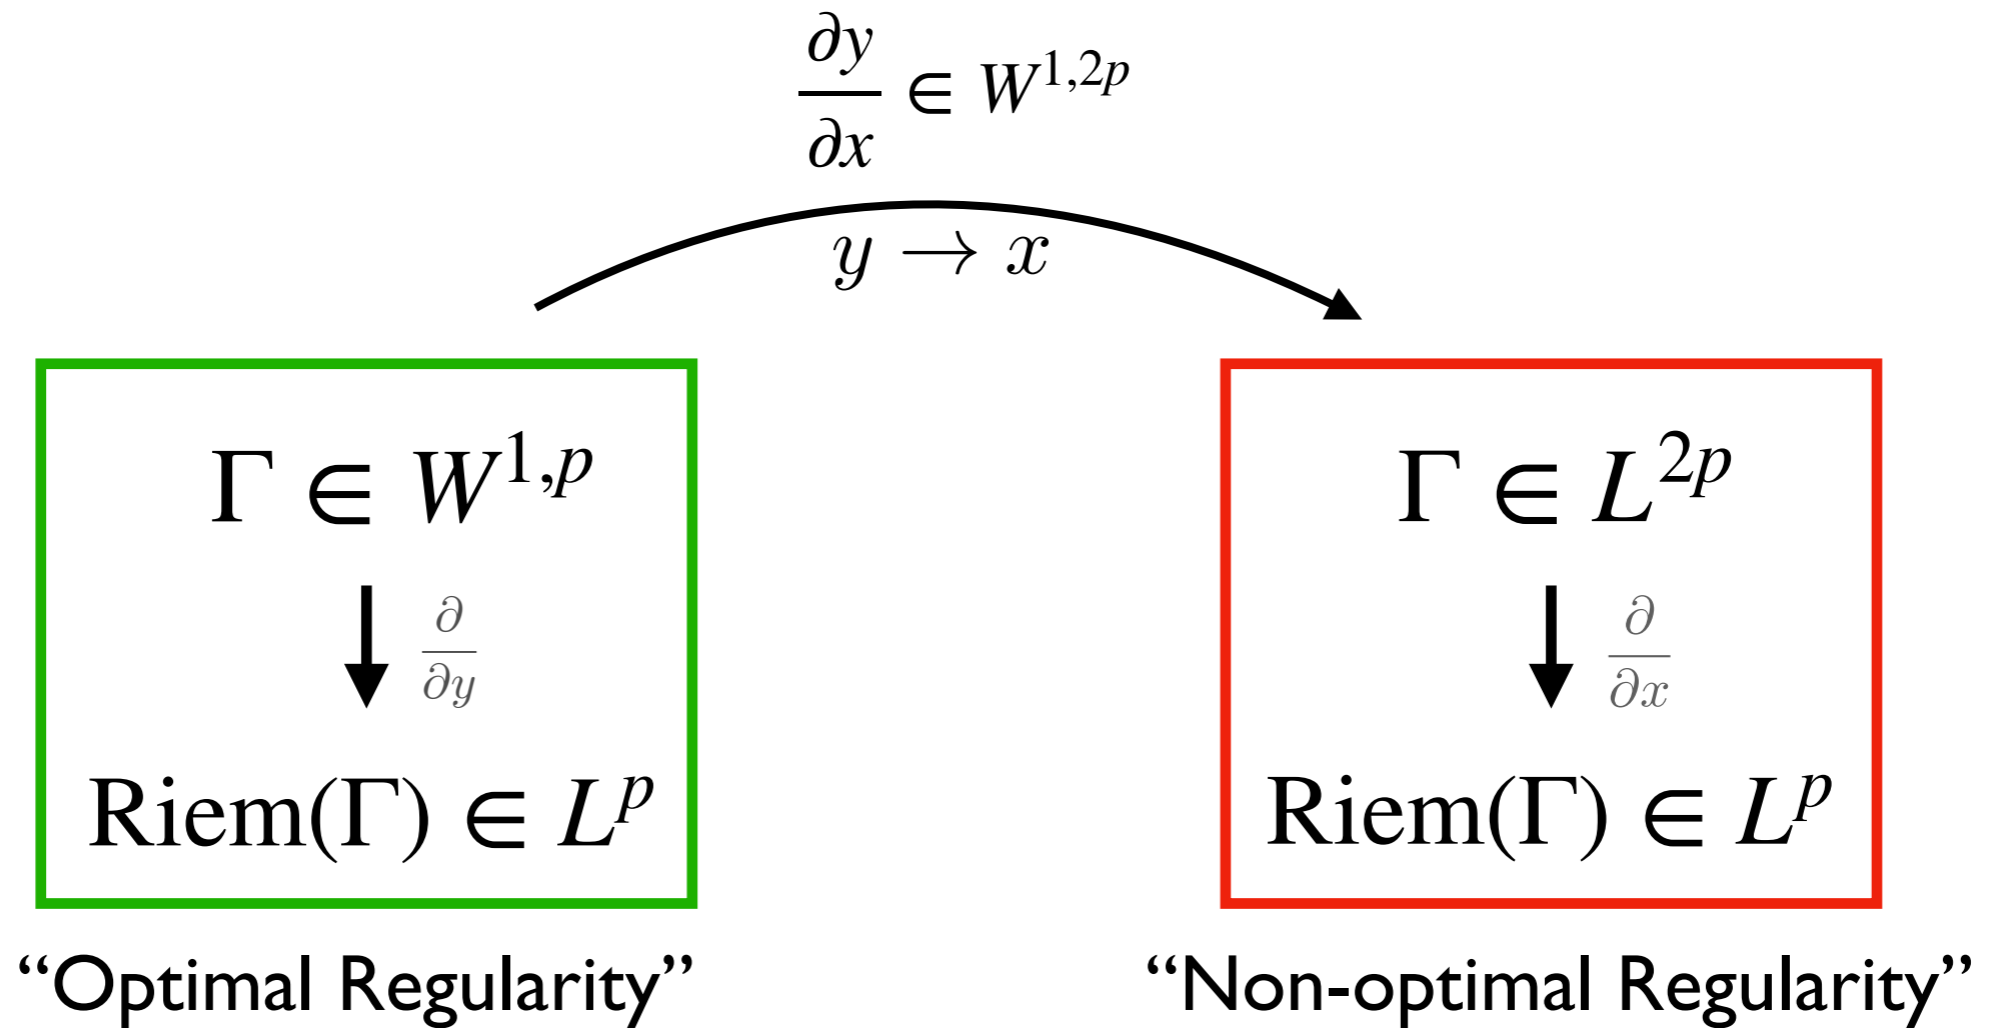 ∂y/∂x ∈ W^{1,2p}
y → x
Γ ∈ W^{1,p}
∂/∂y
Riem(Γ) ∈ L^p
“Optimal Regularity”
Γ ∈ L^{2p}
∂/∂x
Riem(Γ) ∈ L^p
“Non-optimal Regularity”